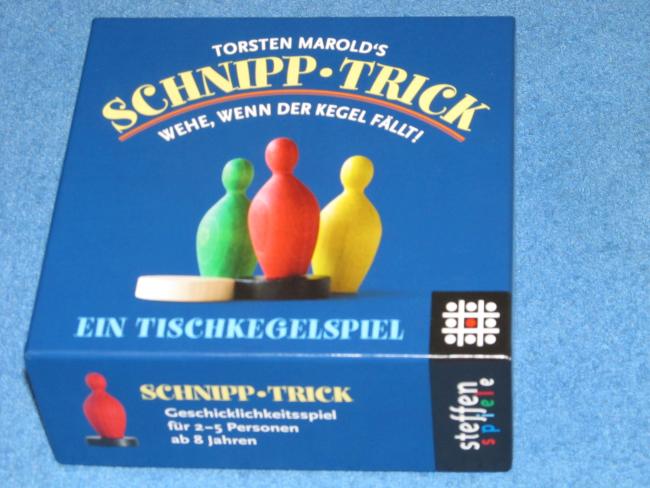 TORSTEN MAROLD'S
SCHNIPP•TRICK
WEHE, WENN DER KEGEL FÄLLT!
EIN TISCHKEGELSPIEL
SCHNIPP•TRICK
Geschicklichkeitsspiel
für 2–5 Personen
ab 8 Jahren
steffen
spiele